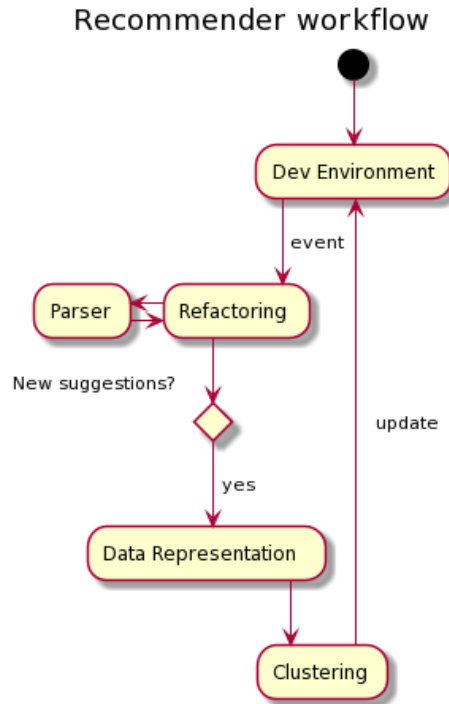 Recommender workflow
Dev Environment
event
Parser
Refactoring
New suggestions?
update
yes
Data Representation
Clustering